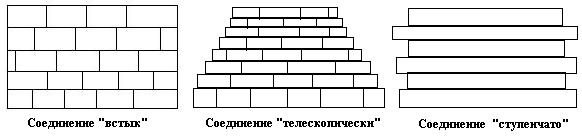 Соединение "встык"
Соединение "телескопически"
Соединение "ступенчато"